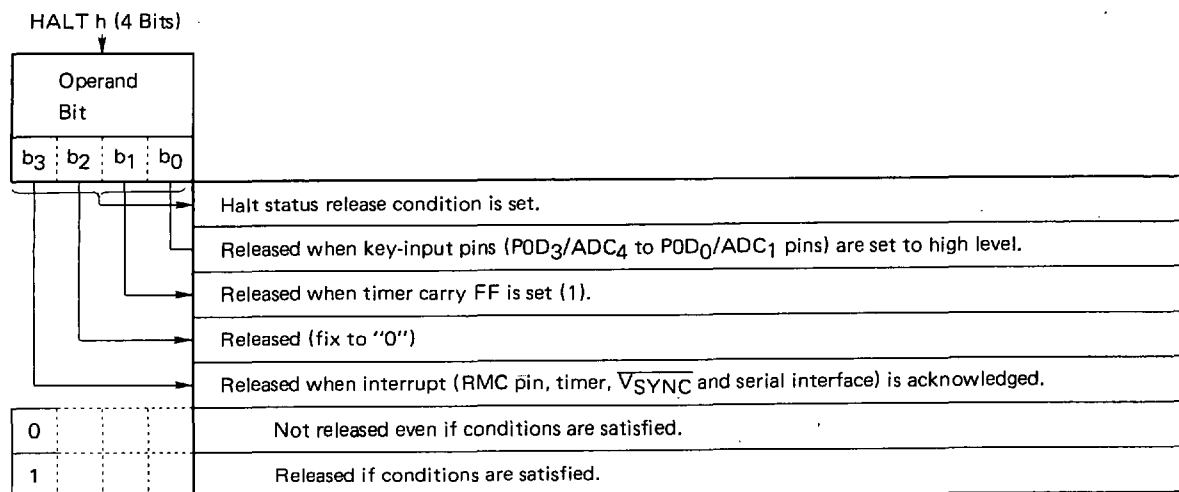 HALT h (4 Bits)
Operand
Bit
b3 b2 b1 b0
Halt status release condition is set.
Released when key-input pins (P0D3/ADC4 to P0D0/ADC1 pins) are set to high level.
Released when timer carry FF is set (1).
Released (fix to "0")
Released when interrupt (RMC pin, timer, VSYNC and serial interface) is acknowledged.
0 Not released even if conditions are satisfied.
1 Released if conditions are satisfied.